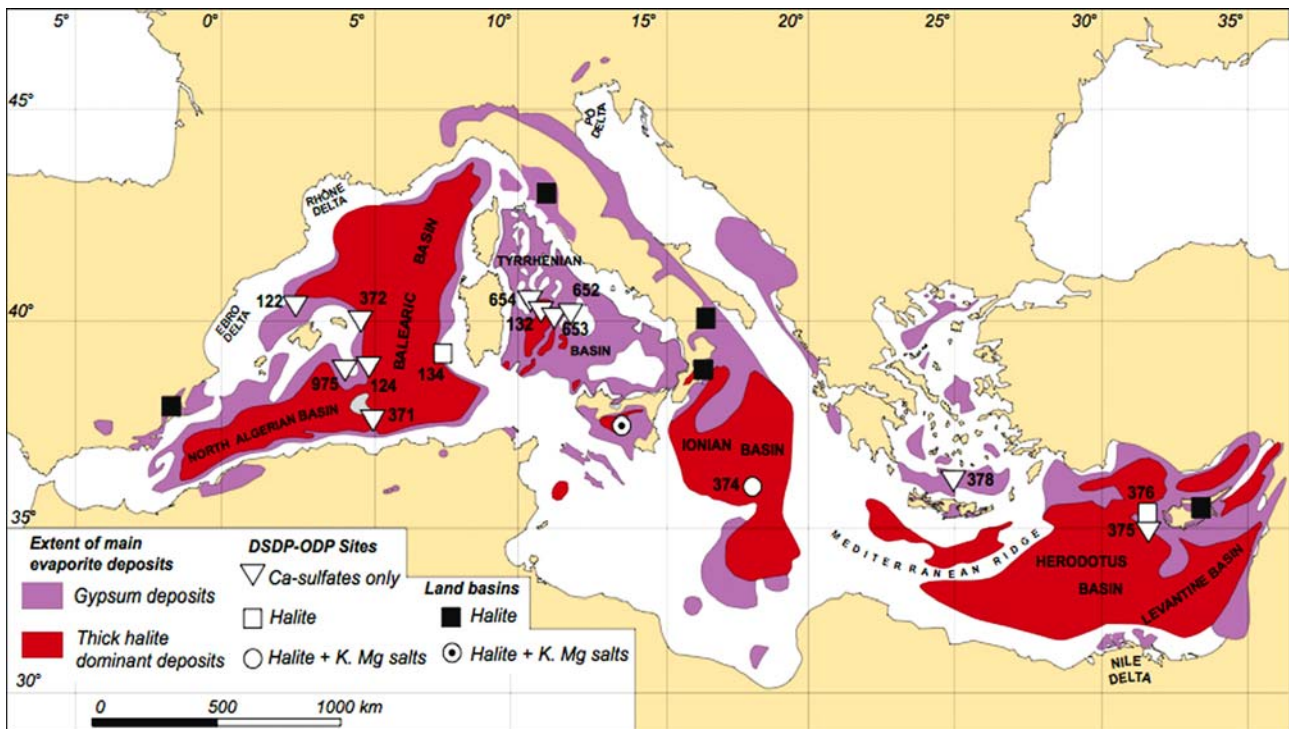 5° 0° 5° 10° 15° 20° 25° 30° 35°
45°
PÔ
DELTA
RHÔNE
DELTA
BASIN
TYRRHENIAN
40°
122
372
654
652
EBRO
DELTA
BALEARIC
132
653
BASIN
975
124
134
NORTH ALGERIAN BASIN
371
IONIAN
BASIN
374
378
376
375
35°
MEDITERRANEAN RIDGE
HERODOTUS
BASIN
LEVANTINE BASIN
NILE
DELTA
30°
Extent of main
evaporite deposits
Gypsum deposits
Thick halite
dominant deposits
DSDP-ODP Sites
Ca-sulfates only
Halite
Halite + K. Mg salts
Land basins
Halite
Halite + K. Mg salts
0 500 1000 km